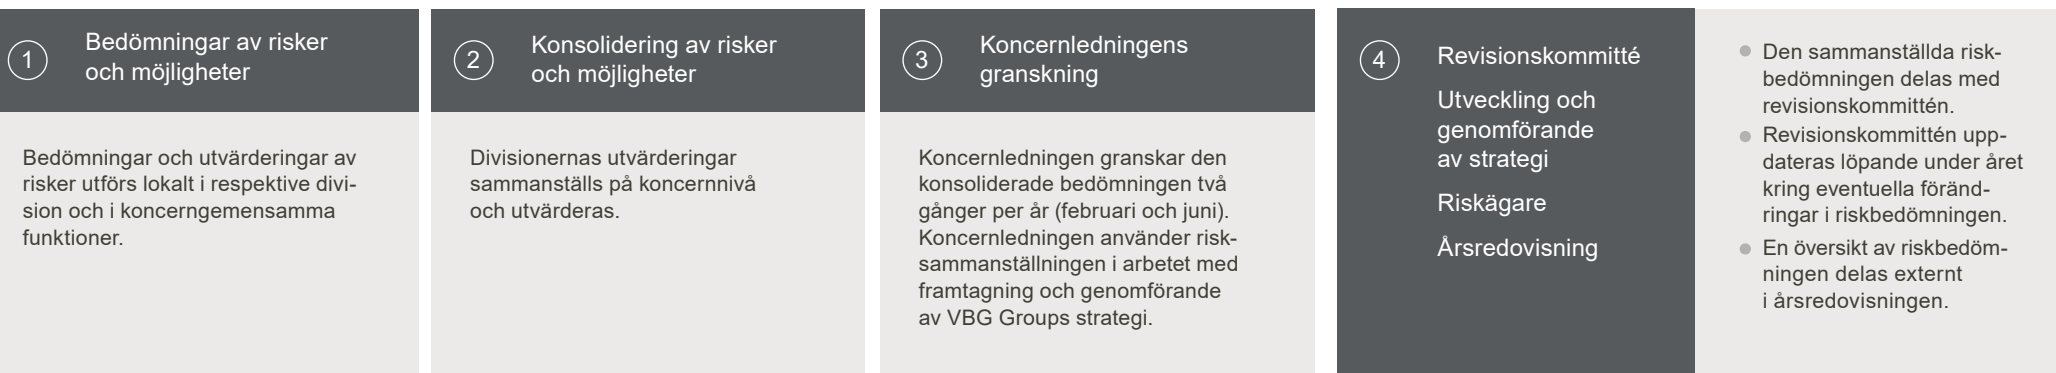 1
Bedömningar av risker
och möjligheter
Bedömningar och utvärderingar av
risker utförs lokalt i respektive divi-
sion och i koncerngemensamma
funktioner.
2
Konsolidering av risker
och möjligheter
Divisionernas utvärderingar
sammanställs på koncernnivå
och utvärderas.
3
Koncernledningens
granskning
Koncernledningen granskar den
konsoliderade bedömningen två
gånger per år (februari och juni).
Koncernledningen använder risk-
sammanställningen i arbetet med
framtagning och genomförande
av VBG Groups strategi.
4
Revisionskommitté
Utveckling och
genomförande
av strategi
Riskägare
Årsredovisning
Den sammanställda risk-
bedömningen delas med
revisionskommittén.
Revisionskommittén upp-
dateras löpande under året
kring eventuella föränd-
ringar i riskbedömningen.
En översikt av riskbedöm-
ningen delas externt
i årsredovisningen.